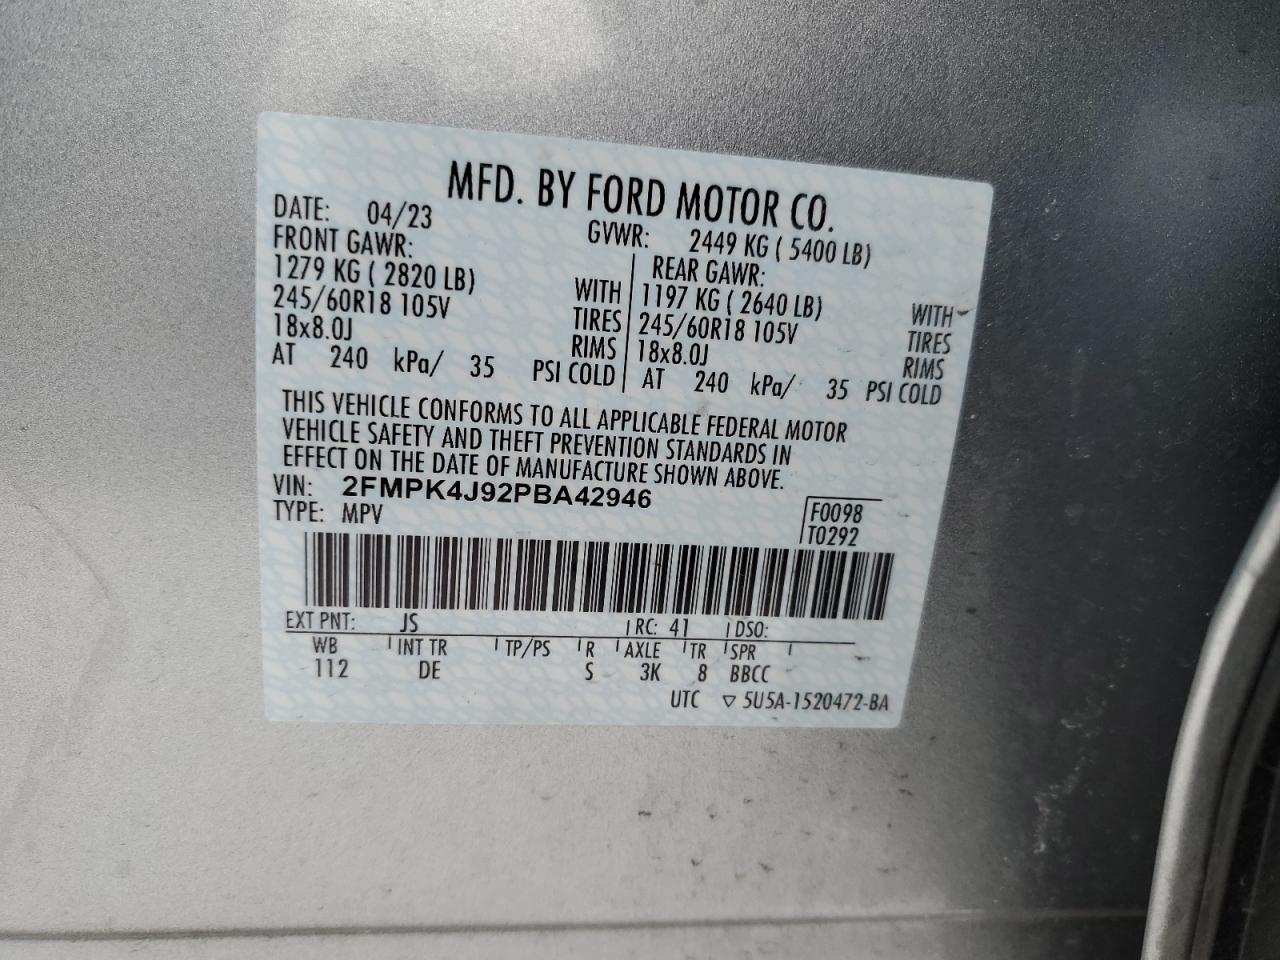 MFD. BY FORD MOTOR CO.
DATE: 04/23 GVWR: 2449 KG ( 5400 LB)
FRONT GAWR: REAR GAWR:
1279 KG ( 2820 LB) WITH 1197 KG ( 2640 LB) WITH
245/60R18 105V TIRES 245/60R18 105V TIRES
18x8.0J RIMS 18x8.0J RIMS
AT 240 kPa/ 35 PSI COLD AT 240 kPa/ 35 PSI COLD
THIS VEHICLE CONFORMS TO ALL APPLICABLE FEDERAL MOTOR
VEHICLE SAFETY AND THEFT PREVENTION STANDARDS IN
EFFECT ON THE DATE OF MANUFACTURE SHOWN ABOVE.
VIN: 2FMPK4J92PBA42946
TYPE: MPV
F0098
T0292
EXT PNT: JS RC: 41 DSO:
WB INT TR TP/PS R AXLE TR SPR
112 DE S 3K 8 BBCC
UTC ▽ 5U5A-1520472-BA